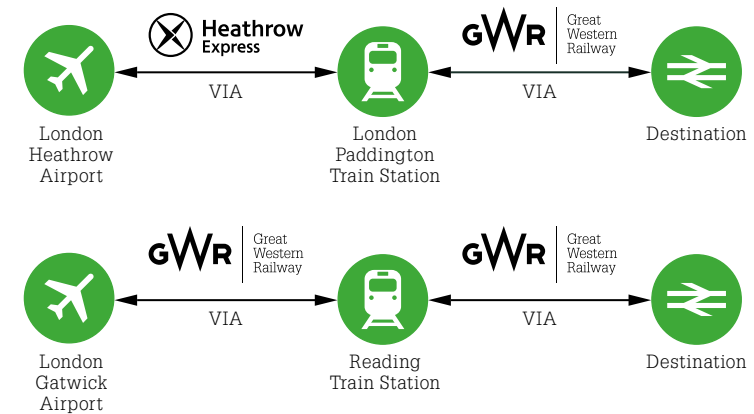 Heathrow
Express
GWR
Great
Western
Railway
VIA
VIA
London
Heathrow
Airport
London
Paddington
Train Station
Destination
GWR
Great
Western
Railway
GWR
Great
Western
Railway
VIA
VIA
London
Gatwick
Airport
Reading
Train Station
Destination